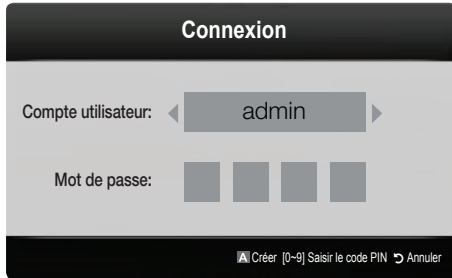 Connexion
Compte utilisateur: admin
Mot de passe:
A Créer [0~9] Saisir le code PIN Annuler